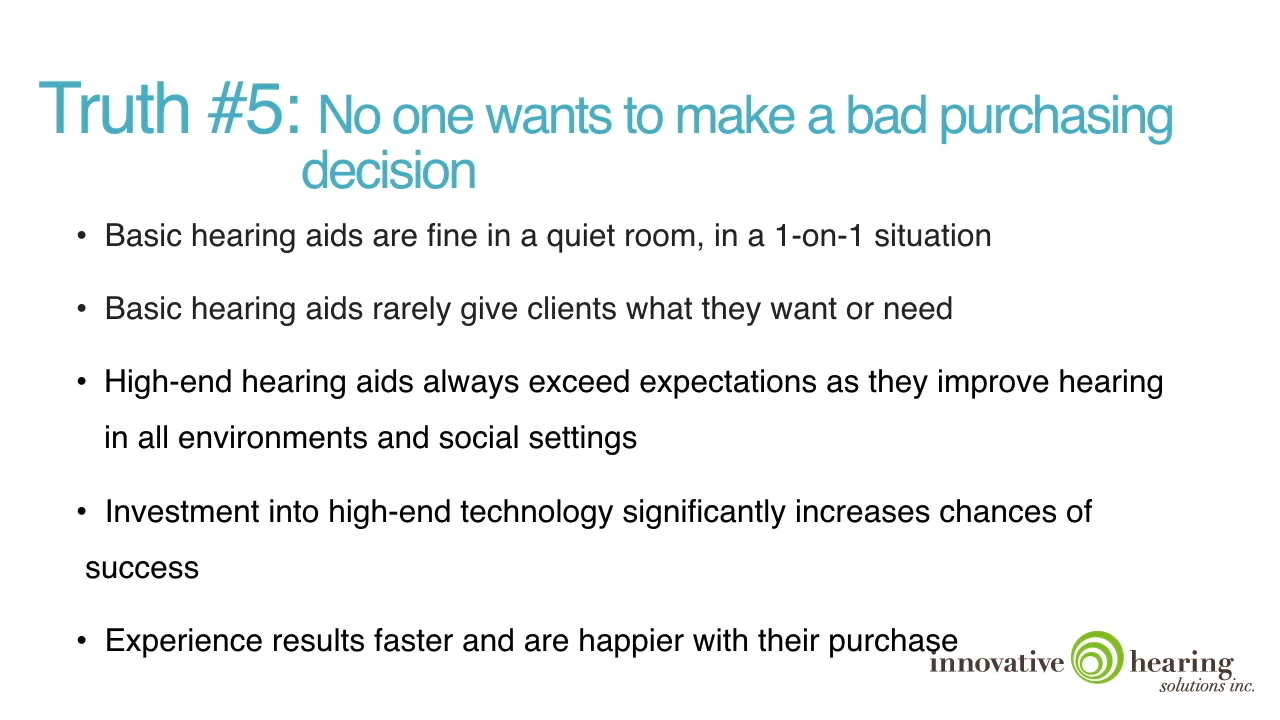 Truth #5: No one wants to make a bad purchasing
decision
• Basic hearing aids are fine in a quiet room, in a 1-on-1 situation
• Basic hearing aids rarely give clients what they want or need
• High-end hearing aids always exceed expectations as they improve hearing
in all environments and social settings
• Investment into high-end technology significantly increases chances of
success
• Experience results faster and are happier with their purchase
innovative hearing
solutions inc.